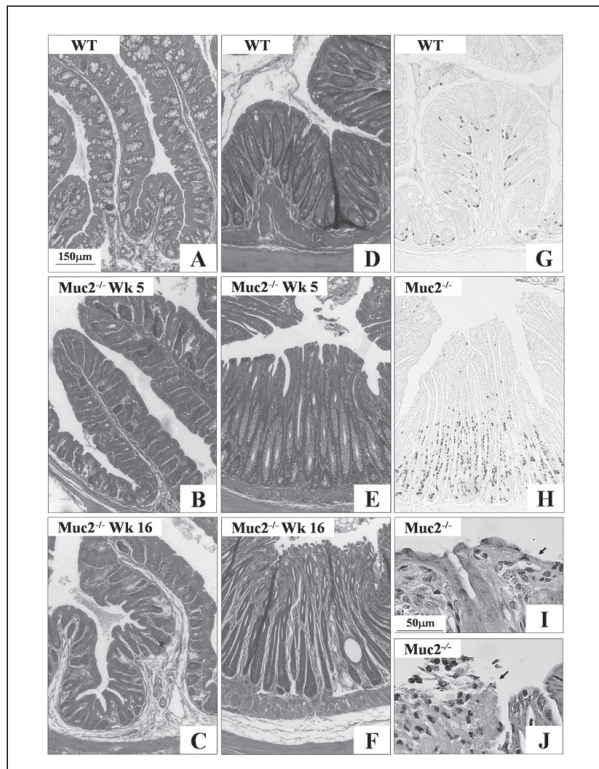 WT
A
150µm
WT
D
WT
G
Muc2-/- Wk 5
B
Muc2-/- Wk 5
E
Muc2-/-
H
Muc2-/- Wk 16
C
Muc2-/- Wk 16
F
Muc2-/-
I
50µm
Muc2-/-
J